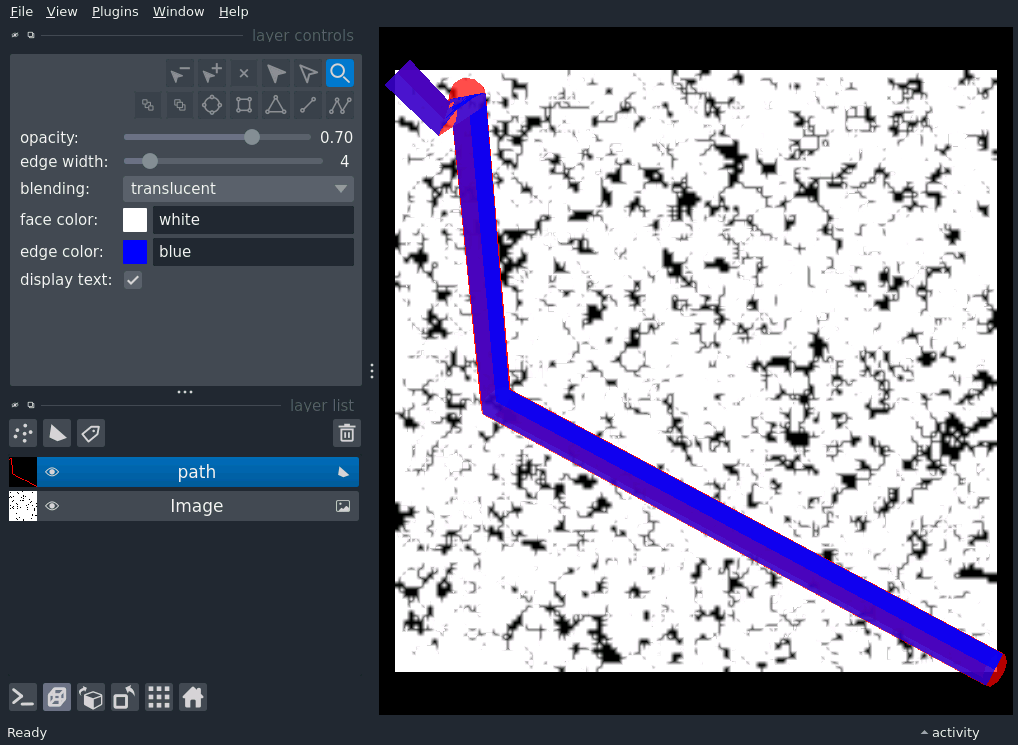 File View Plugins Window Help
layer controls
opacity: 0.70
edge width: 4
blending: translucent
face color: white
edge color: blue
display text:
layer list
path
Image
Ready activity